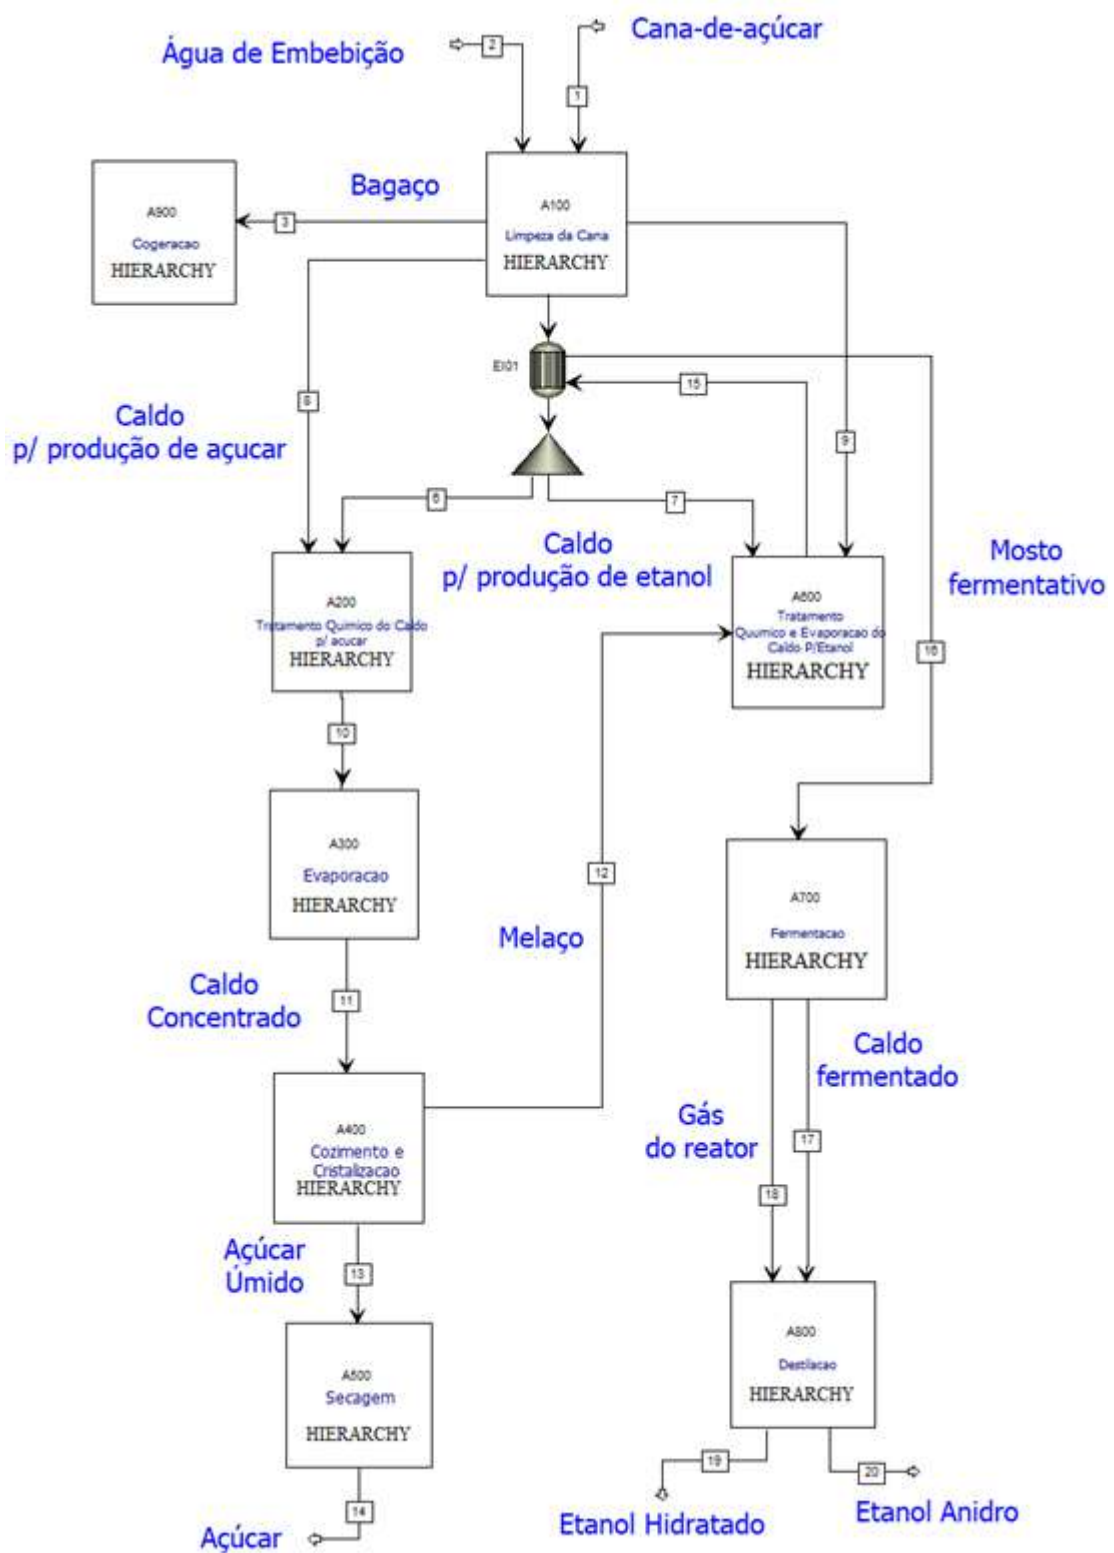 Cana-de-açúcar
Água de Embebição
2
1
A900
Cogeracao
HIERARCHY
Bagaço
3
A100
Limpeza da Cana
HIERARCHY
EI01
15
8
9
Caldo
p/ produção de açucar
6
7
Caldo
p/ produção de etanol
Mosto
fermentativo
16
A200
Tratamento Quimico do Caldo
p/ acucar
HIERARCHY
A600
Tratamento
Quumico e Evaporacao do
Caldo P/Etanol
HIERARCHY
10
A300
Evaporacao
HIERARCHY
12
Melaço
A700
Fermentacao
HIERARCHY
Caldo
Concentrado
11
Caldo
fermentado
Gás
do reator
17
18
A400
Cozimento e
Cristalizacao
HIERARCHY
Açúcar
Úmido
13
A500
Secagem
HIERARCHY
A800
Destilacao
HIERARCHY
14
Açúcar
19
20
Etanol Hidratado
Etanol Anidro